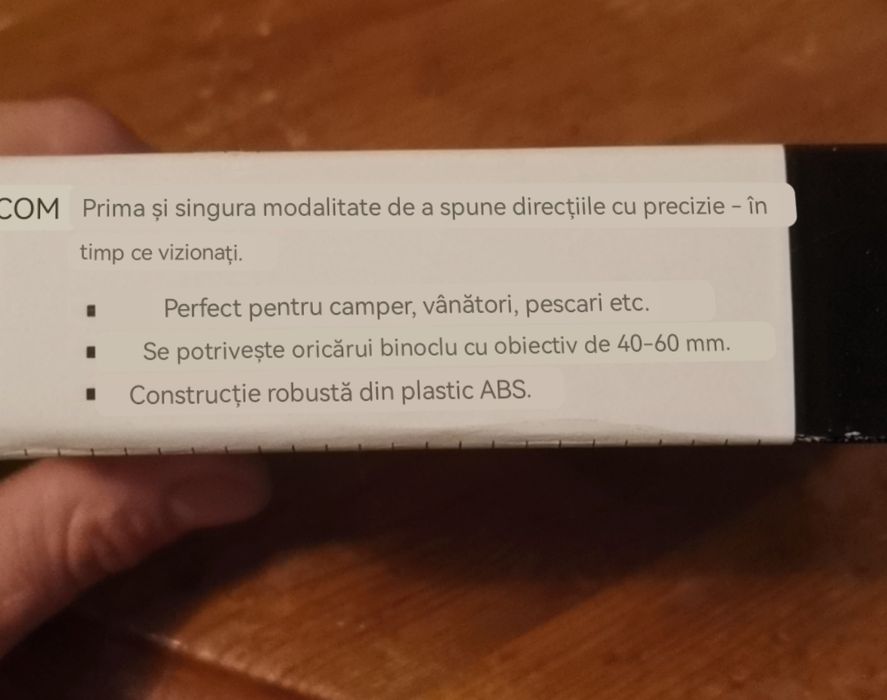 COM
Prima și singura modalitate de a spune direcțiile cu precizie – în
timp ce vizionați.
▪ Perfect pentru camper, vânători, pescari etc.
▪ Se potrivește oricărui binoclu cu obiectiv de 40-60 mm.
▪ Construcție robustă din plastic ABS.